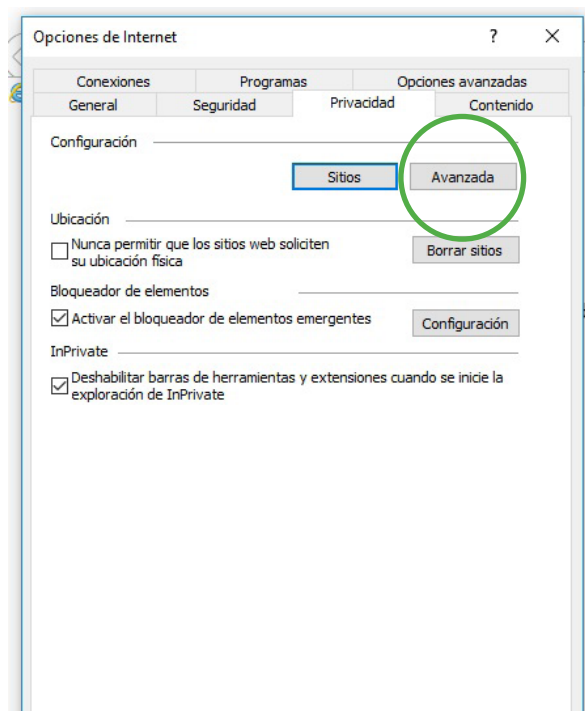 Opciones de Internet ?
Conexiones Programas Opciones avanzadas
General Seguridad Privacidad Contenido
Configuración
Sitios Avanzada
Ubicación
Nunca permitir que los sitios web soliciten
su ubicación física
Borrar sitios
Bloqueador de elementos
Activar el bloqueador de elementos emergentes
Configuración
InPrivate
Deshabilitar barras de herramientas y extensiones cuando se inicie la
exploración de InPrivate